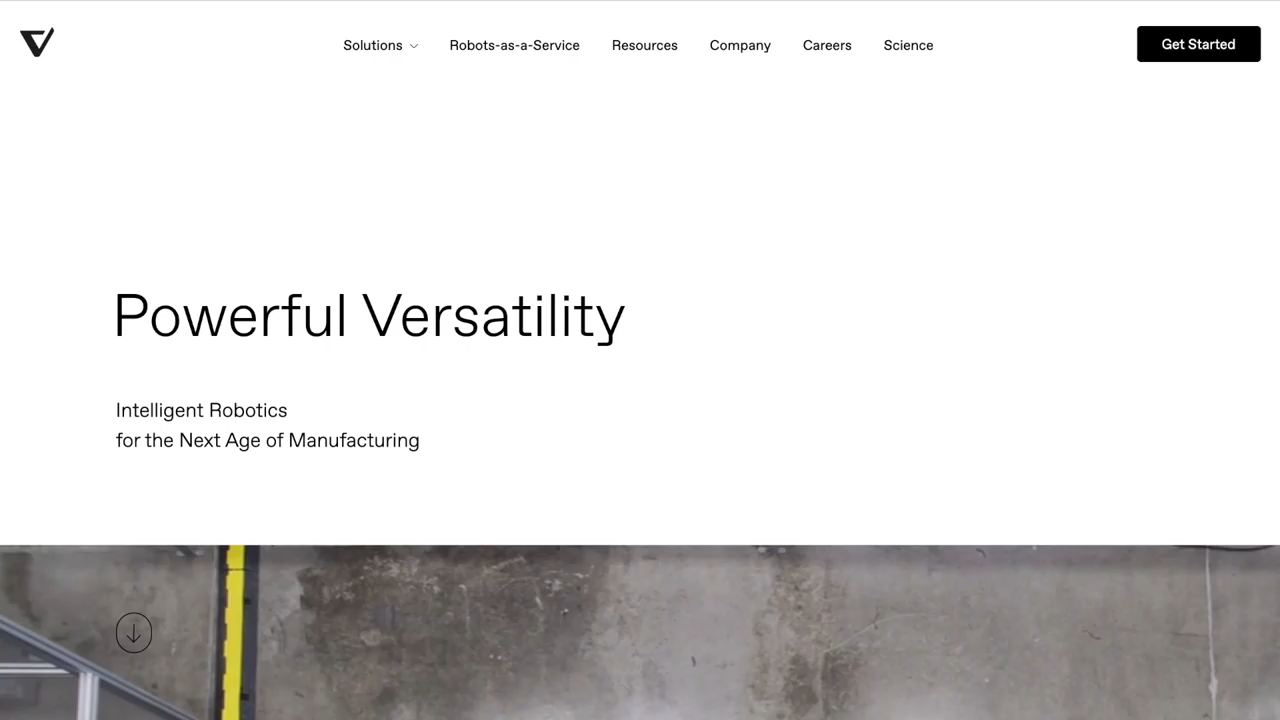 Solutions
Robots-as-a-Service
Resources
Company
Careers
Science
Get Started
Powerful Versatility
Intelligent Robotics
for the Next Age of Manufacturing